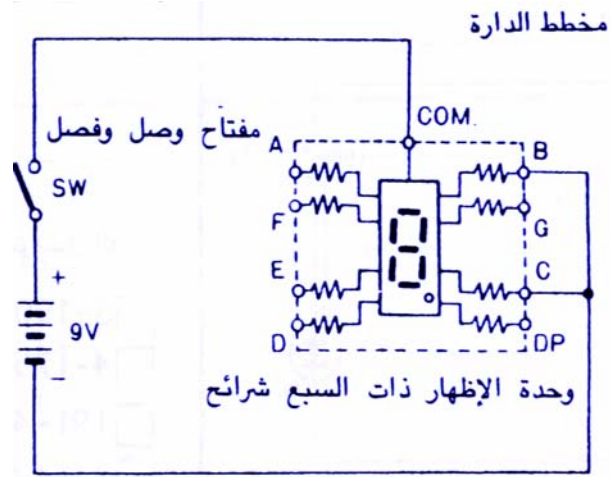 مخطط الدارة
COM.
مفتاح وصل وفصل
A
B
SW
F
G
E
C
+
9V
D
DP
-
وحدة الإظهار ذات السبع شرائح